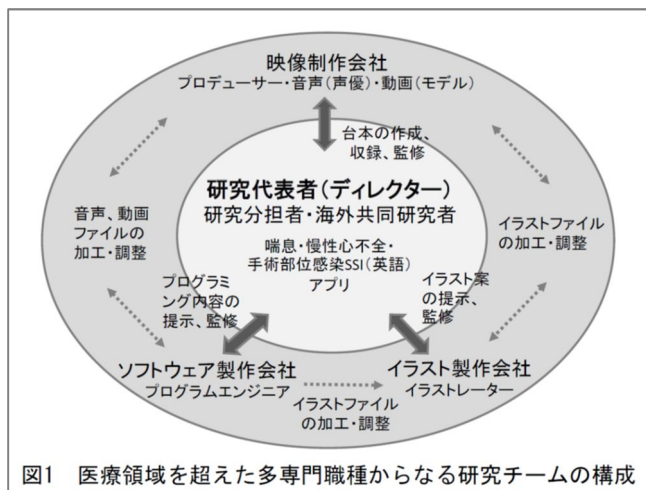 映像制作会社
プロデューサー・音声(声優)・動画(モデル)
台本の作成、
収録、監修
研究代表者(ディレクター)
研究分担者・海外共同研究者
喘息・慢性心不全・
手術部位感染SSI(英語)
アプリ
音声、動画
ファイルの
加工・調整
イラストファイル
の加工・調整
プログラミ
ング内容の
提示、監修
イラスト案
の提示、
監修
ソフトウェア製作会社
プログラムエンジニア
イラスト製作会社
イラストレーター
イラストファイル
の加工・調整
図1 医療領域を超えた多専門職種からなる研究チームの構成